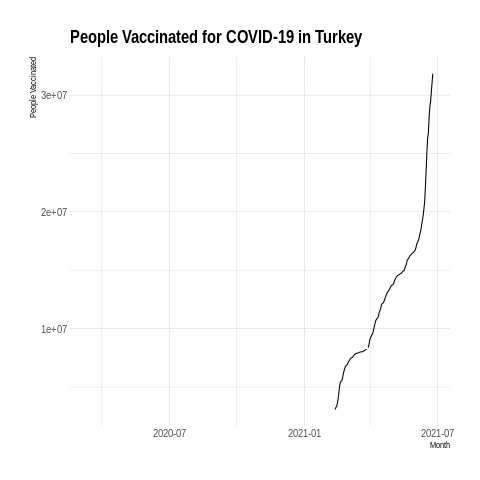 People Vaccinated for COVID-19 in Turkey
People Vaccinated
3e+07
2e+07
1e+07
2020-07
2021-01
2021-07
Month